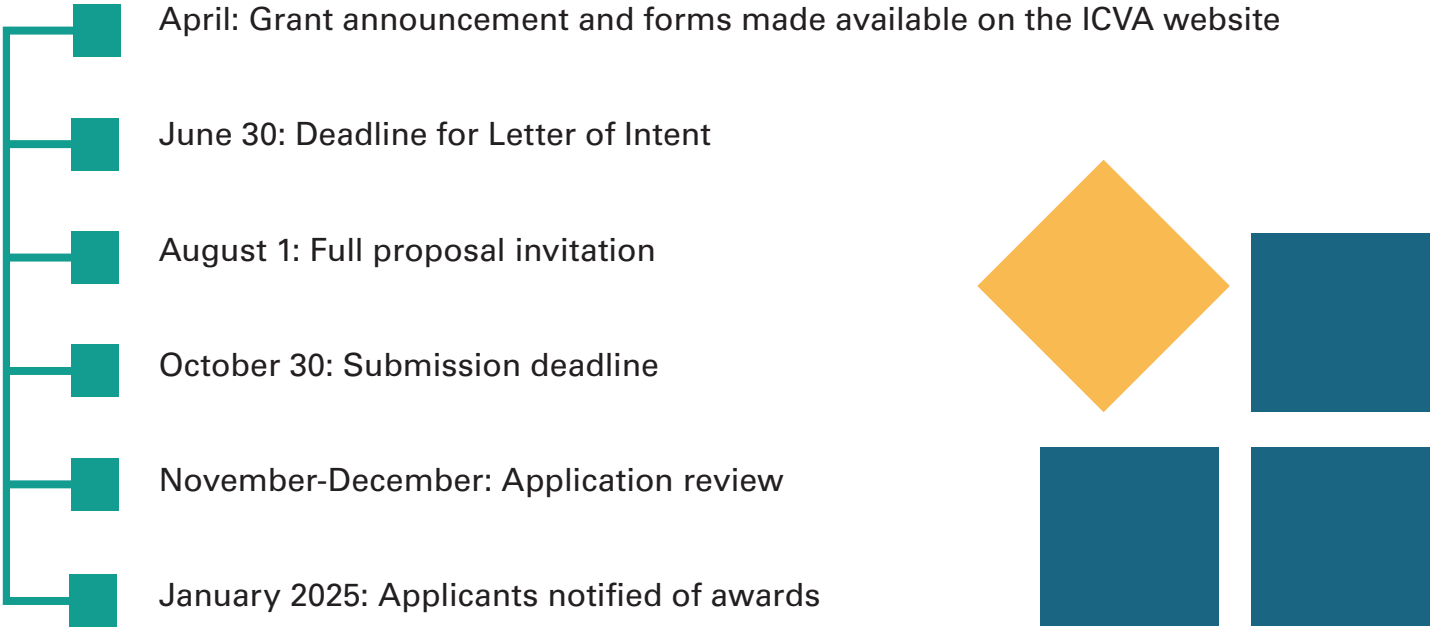 April: Grant announcement and forms made available on the ICVA website
June 30: Deadline for Letter of Intent
August 1: Full proposal invitation
October 30: Submission deadline
November-December: Application review
January 2025: Applicants notified of awards